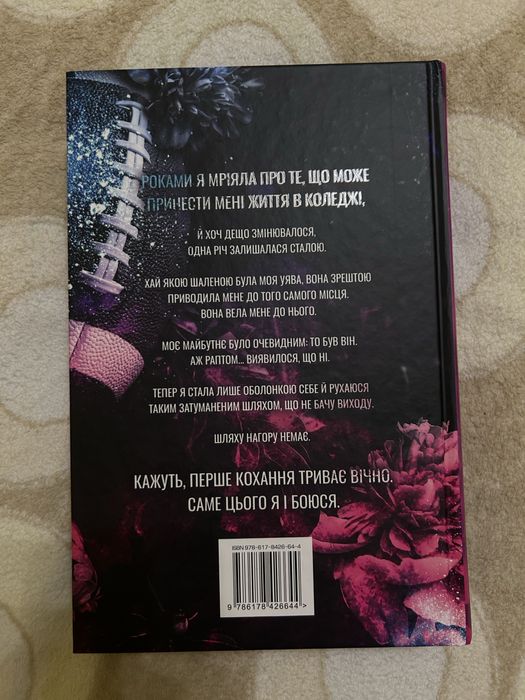 РОКАМИ Я МРІЯЛА ПРО ТЕ, ЩО МОЖЕ
ПРИНЕСТИ МЕНІ ЖИТТЯ В КОЛЕДЖІ,
Й ХОЧ ДЕЩО ЗМІНЮВАЛОСЯ,
ОДНА РІЧ ЗАЛИШАЛАСЯ СТАЛОЮ.
ХАЙ ЯКОЮ ШАЛЕНОЮ БУЛА МОЯ УЯВА, ВОНА ЗРЕШТОЮ
ПРИВОДИЛА МЕНЕ ДО ТОГО САМОГО МІСЦЯ.
ВОНА ВЕЛА МЕНЕ ДО НЬОГО.
МОЄ МАЙБУТНЄ БУЛО ОЧЕВИДНИМ: ТО БУВ ВІН.
АЖ РАПТОМ... ВИЯВИЛОСЯ, ЩО НІ.
ТЕПЕР Я СТАЛА ЛИШЕ ОБОЛОНКОЮ СЕБЕ Й РУХАЮСЯ
ТАКИМ ЗАТУМАНЕНИМ ШЛЯХОМ, ЩО НЕ БАЧУ ВИХОДУ.
ШЛЯХУ НАГОРУ НЕМАЄ.
КАЖУТЬ, ПЕРШЕ КОХАННЯ ТРИВАЄ ВІЧНО.
САМЕ ЦЬОГО Я І БОЮСЯ.
ISBN 978-617-8426-64-4
9 786178 426644 >